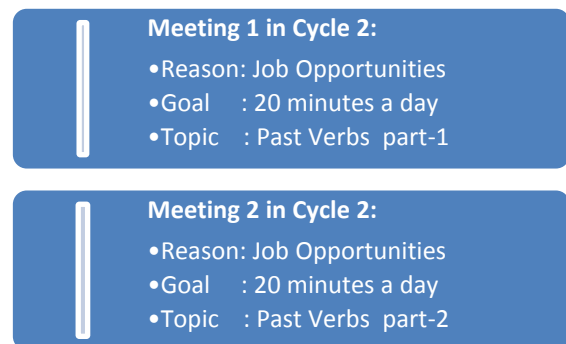 Meeting 1 in Cycle 2:
•Reason: Job Opportunities
•Goal : 20 minutes a day
•Topic : Past Verbs part-1
Meeting 2 in Cycle 2:
•Reason: Job Opportunities
•Goal : 20 minutes a day
•Topic : Past Verbs part-2